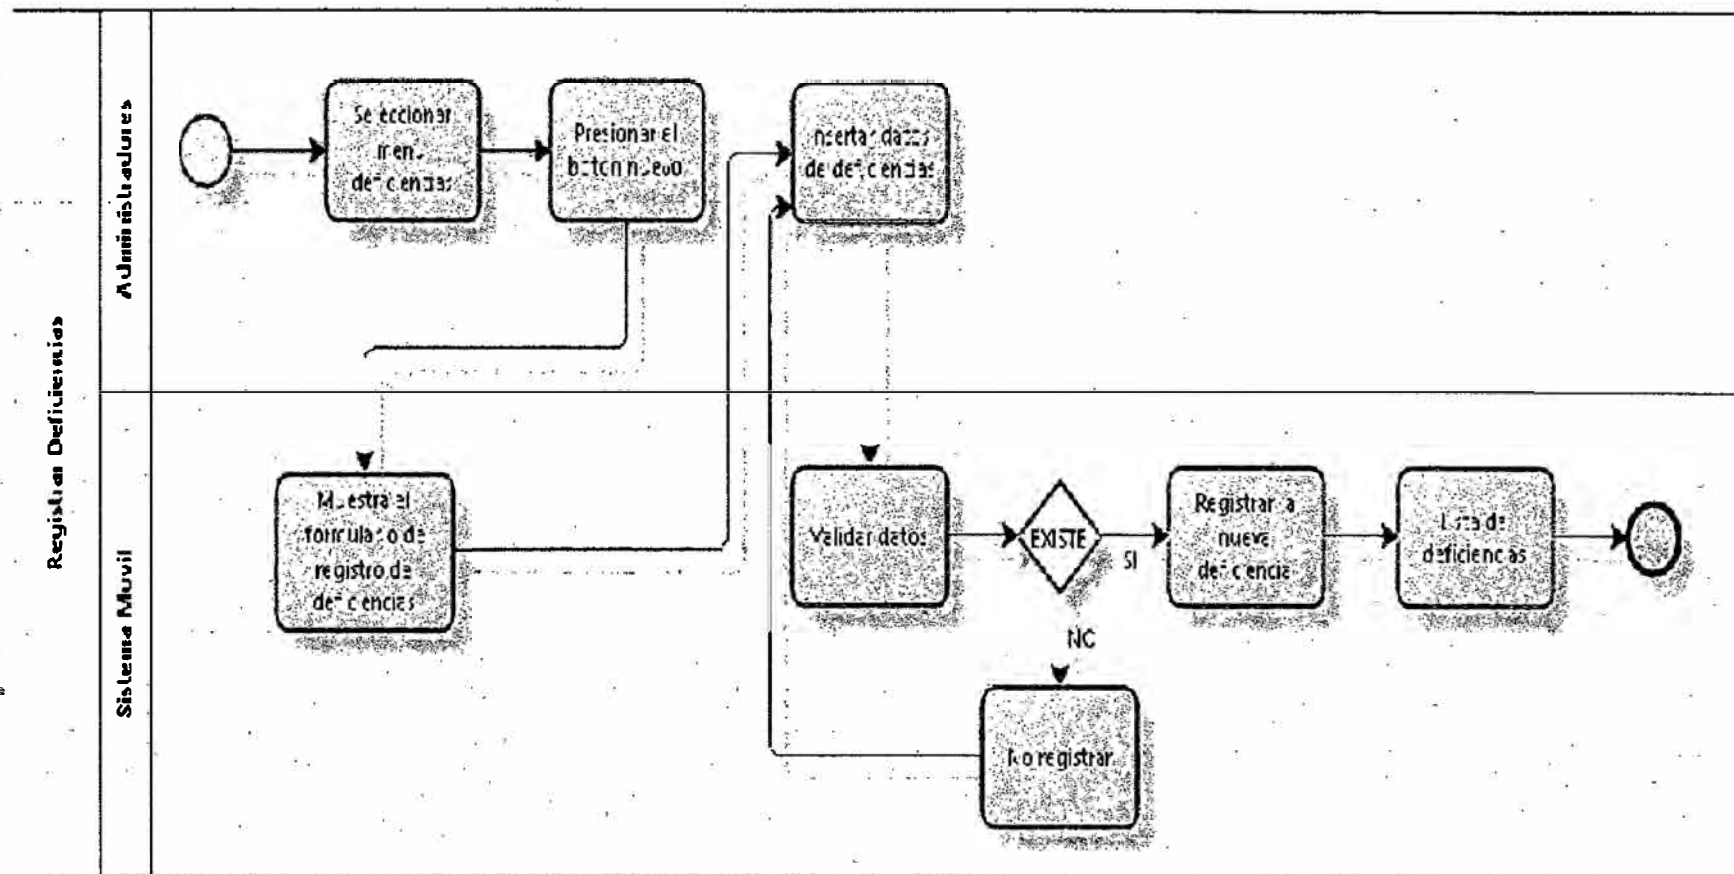 Registrar Deficiencias
Administradores
Seleccionar
menu
deficiencias
Presionar el
boton nuevo
Insertar datos
de deficiencias
Sistema Movil
Muestra el
formulario de
registro de
deficiencias
Validar datos
EXISTE
SI
NO
Registrar la
nueva
deficiencia
Lista de
deficiencias
No registrar